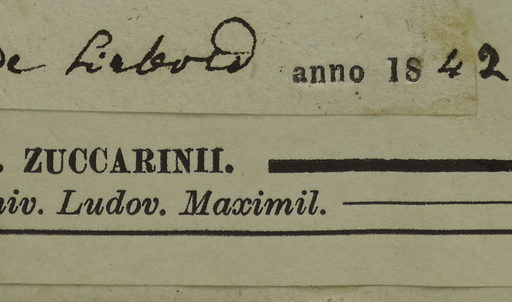 de Siebold anno 1842
. ZUCCARINII.
niv. Ludov. Maximil.